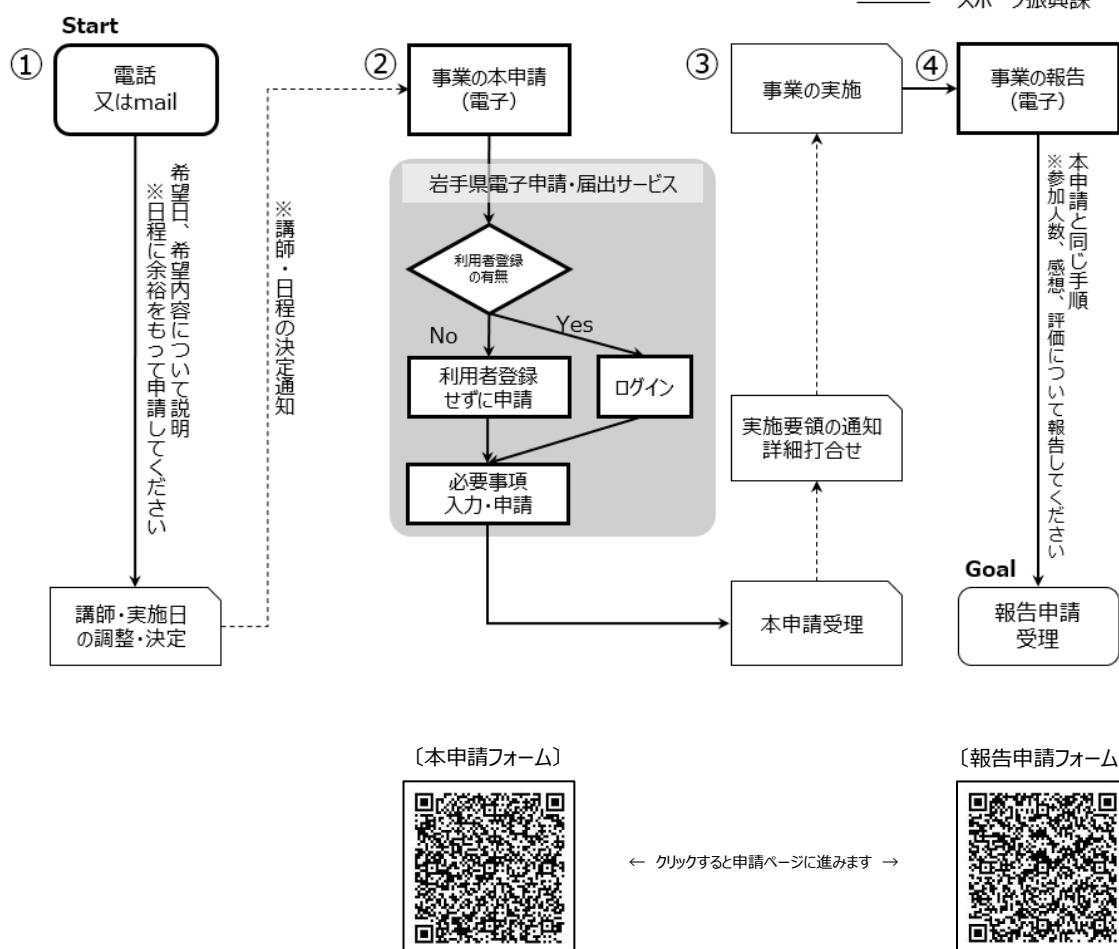 スポーツ振興課
Start
①
電話
又はmail
希望日、希望内容について説明
※日程に余裕をもって申請してください
講師・実施日
の調整・決定
※講師・日程の決定通知
②
事業の本申請
(電子)
岩手県電子申請・届出サービス
利用者登録
の有無
No
Yes
利用者登録
せずに申請
ログイン
必要事項
入力・申請
③
事業の実施
実施要領の通知
詳細打合せ
本申請受理
④
事業の報告
(電子)
本申請と同じ手順
※参加人数、感想、評価について報告してください
Goal
報告申請
受理
〔本申請フォーム〕
〔報告申請フォーム
← クリックすると申請ページに進みます →